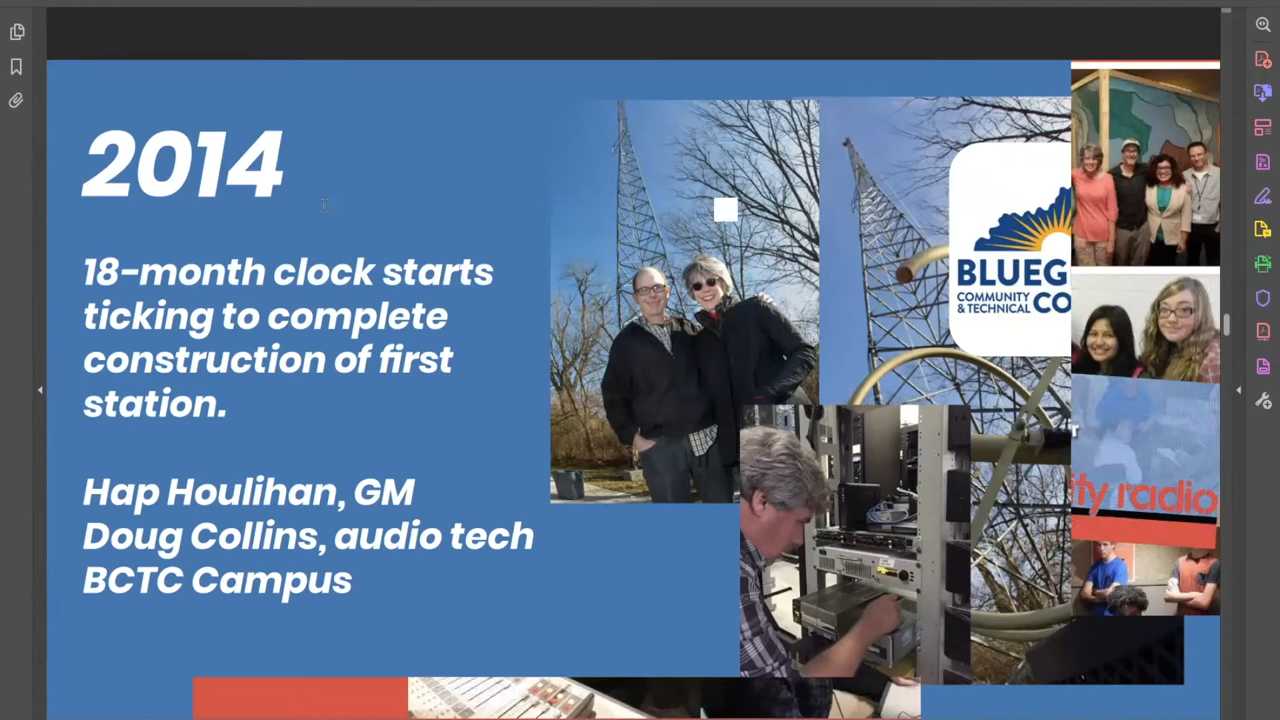 2014
18-month clock starts
ticking to complete
construction of first
station.
Hap Houlihan, GM
Doug Collins, audio tech
BCTC Campus
BLUEG
COMMUNITY
& TECHNICAL CO
ity radio